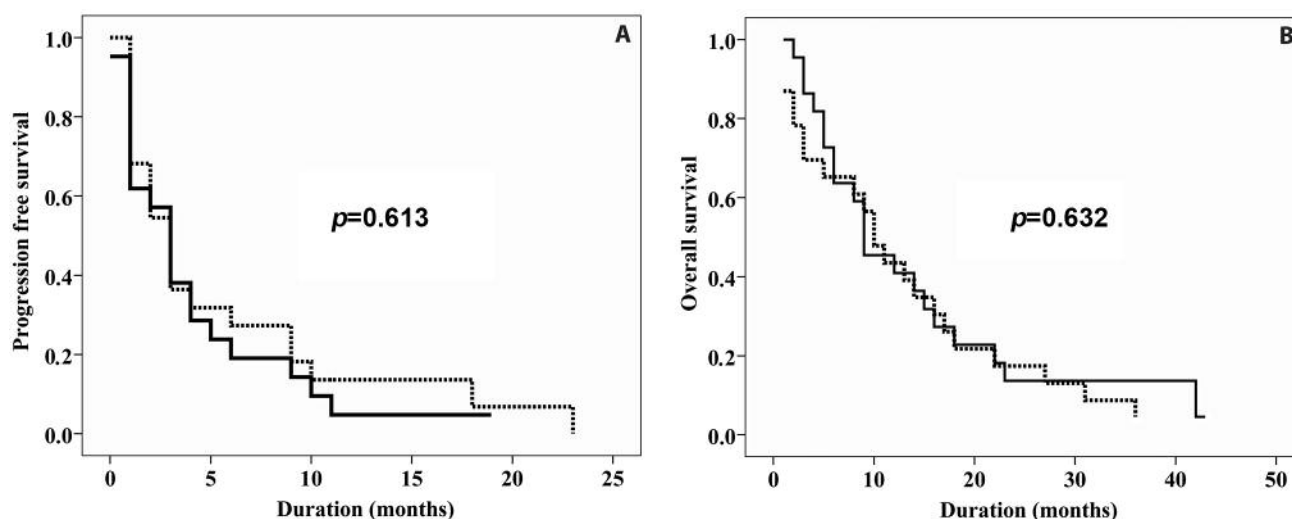 A
Progression free survival
1.0
0.8
0.6
0.4
0.2
0.0
p=0.613
0 5 10 15 20 25
Duration (months)
B
Overall survival
1.0
0.8
0.6
0.4
0.2
0.0
p=0.632
0 10 20 30 40 50
Duration (months)